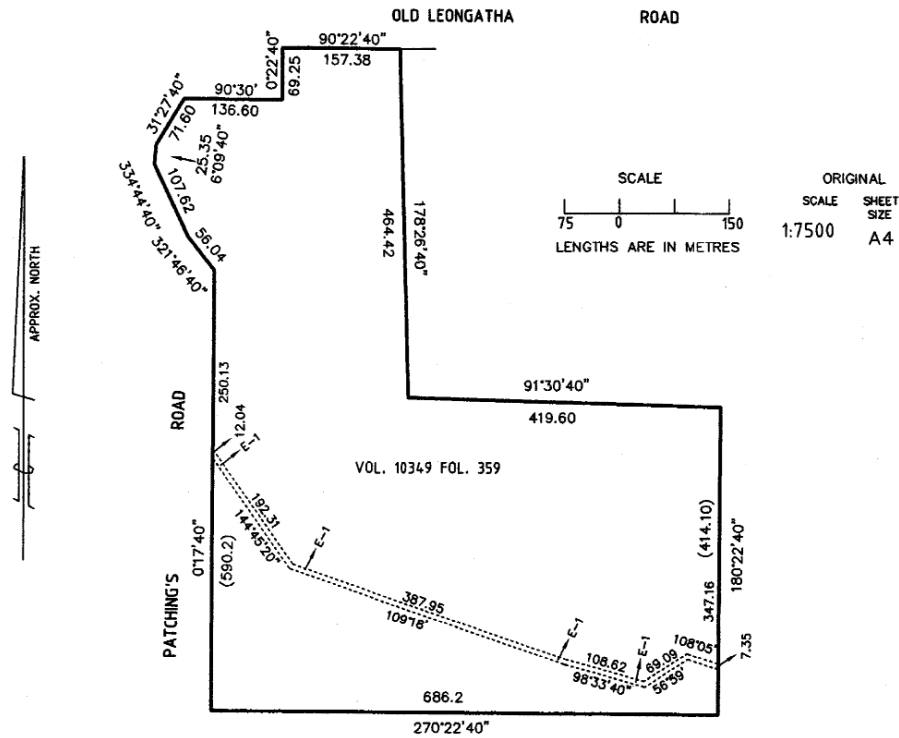 OLD LEONGATHA ROAD
90°22'40"
157.38
0°22'40"
69.25
90°30'
136.60
31°27'40"
71.60
25.35
6°09'40"
334°44'40"
107.62
321°46'40"
56.04
464.42
178°26'40"
SCALE
75 0 150
LENGTHS ARE IN METRES
ORIGINAL
SCALE SHEET SIZE
1:7500 A4
APPROX. NORTH
250.13
12.04
E-1
PATCHING'S ROAD
0°17'40"
(590.2)
91°30'40"
419.60
VOL. 10349 FOL. 359
192.31
144°45'20"
E-1
387.95
109°18'
E-1
108.62
98°33'40"
E-1
69.09
56°59'
108°05'
7.35
347.16
(414.10)
180°22'40"
686.2
270°22'40"